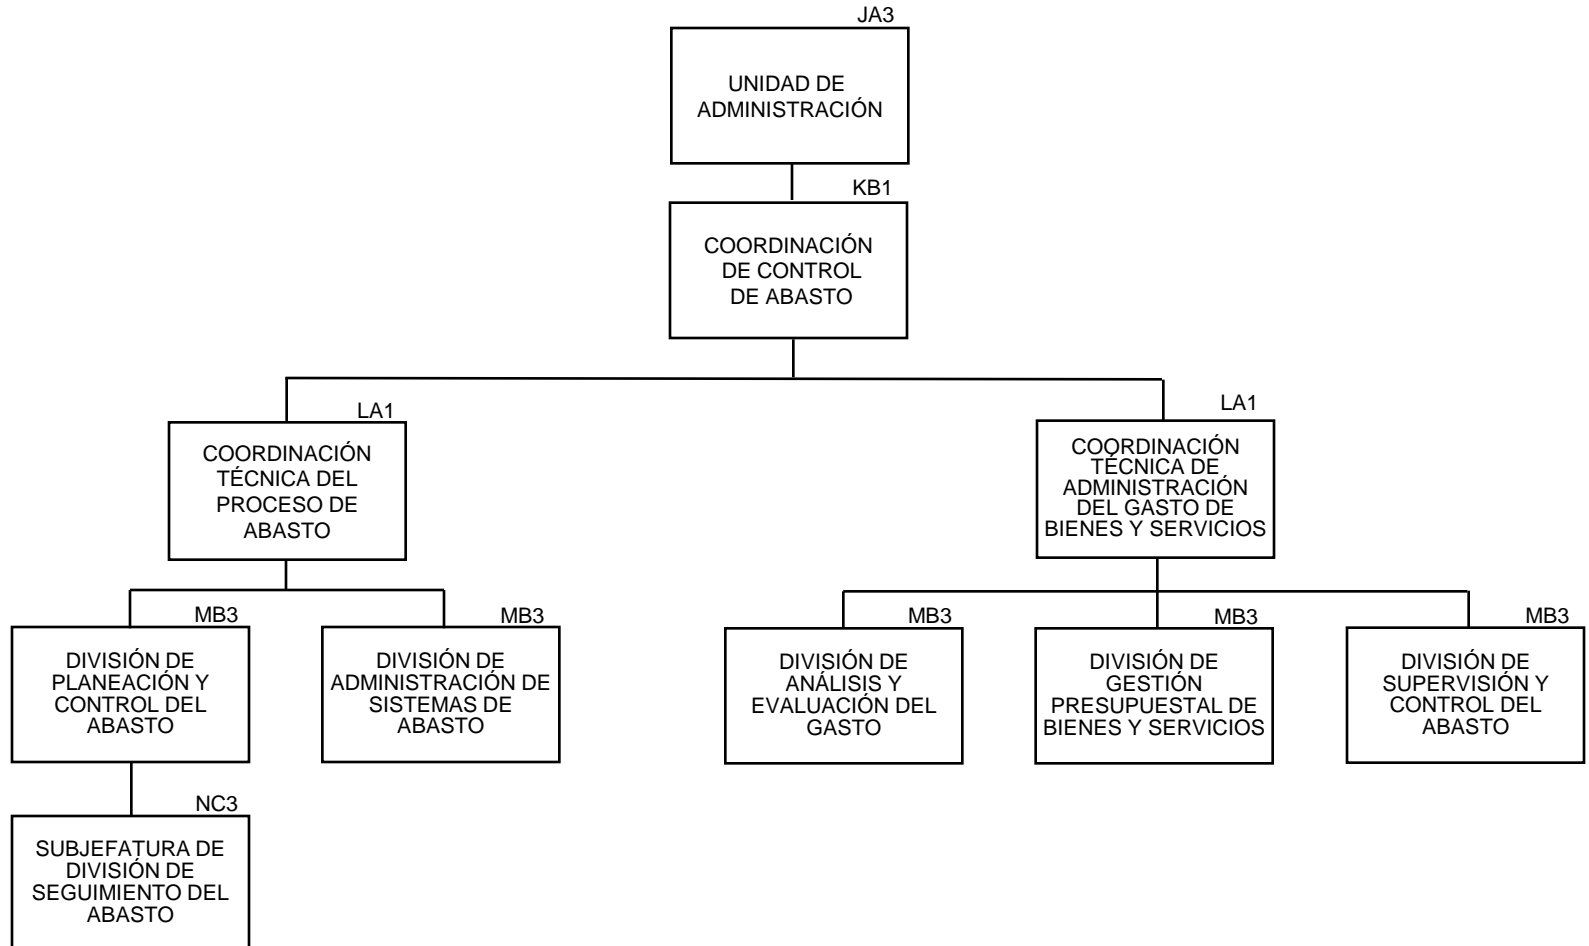 JA3
UNIDAD DE
ADMINISTRACIÓN
KB1
COORDINACIÓN
DE CONTROL
DE ABASTO
LA1
COORDINACIÓN
TÉCNICA DEL
PROCESO DE
ABASTO
LA1
COORDINACIÓN
TÉCNICA DE
ADMINISTRACIÓN
DEL GASTO DE
BIENES Y SERVICIOS
MB3
DIVISIÓN DE
PLANEACIÓN Y
CONTROL DEL
ABASTO
MB3
DIVISIÓN DE
ADMINISTRACIÓN DE
SISTEMAS DE
ABASTO
MB3
DIVISIÓN DE
ANÁLISIS Y
EVALUACIÓN DEL
GASTO
MB3
DIVISIÓN DE
GESTIÓN
PRESUPUESTAL DE
BIENES Y SERVICIOS
MB3
DIVISIÓN DE
SUPERVISIÓN Y
CONTROL DEL
ABASTO
NC3
SUBJEFATURA DE
DIVISIÓN DE
SEGUIMIENTO DEL
ABASTO